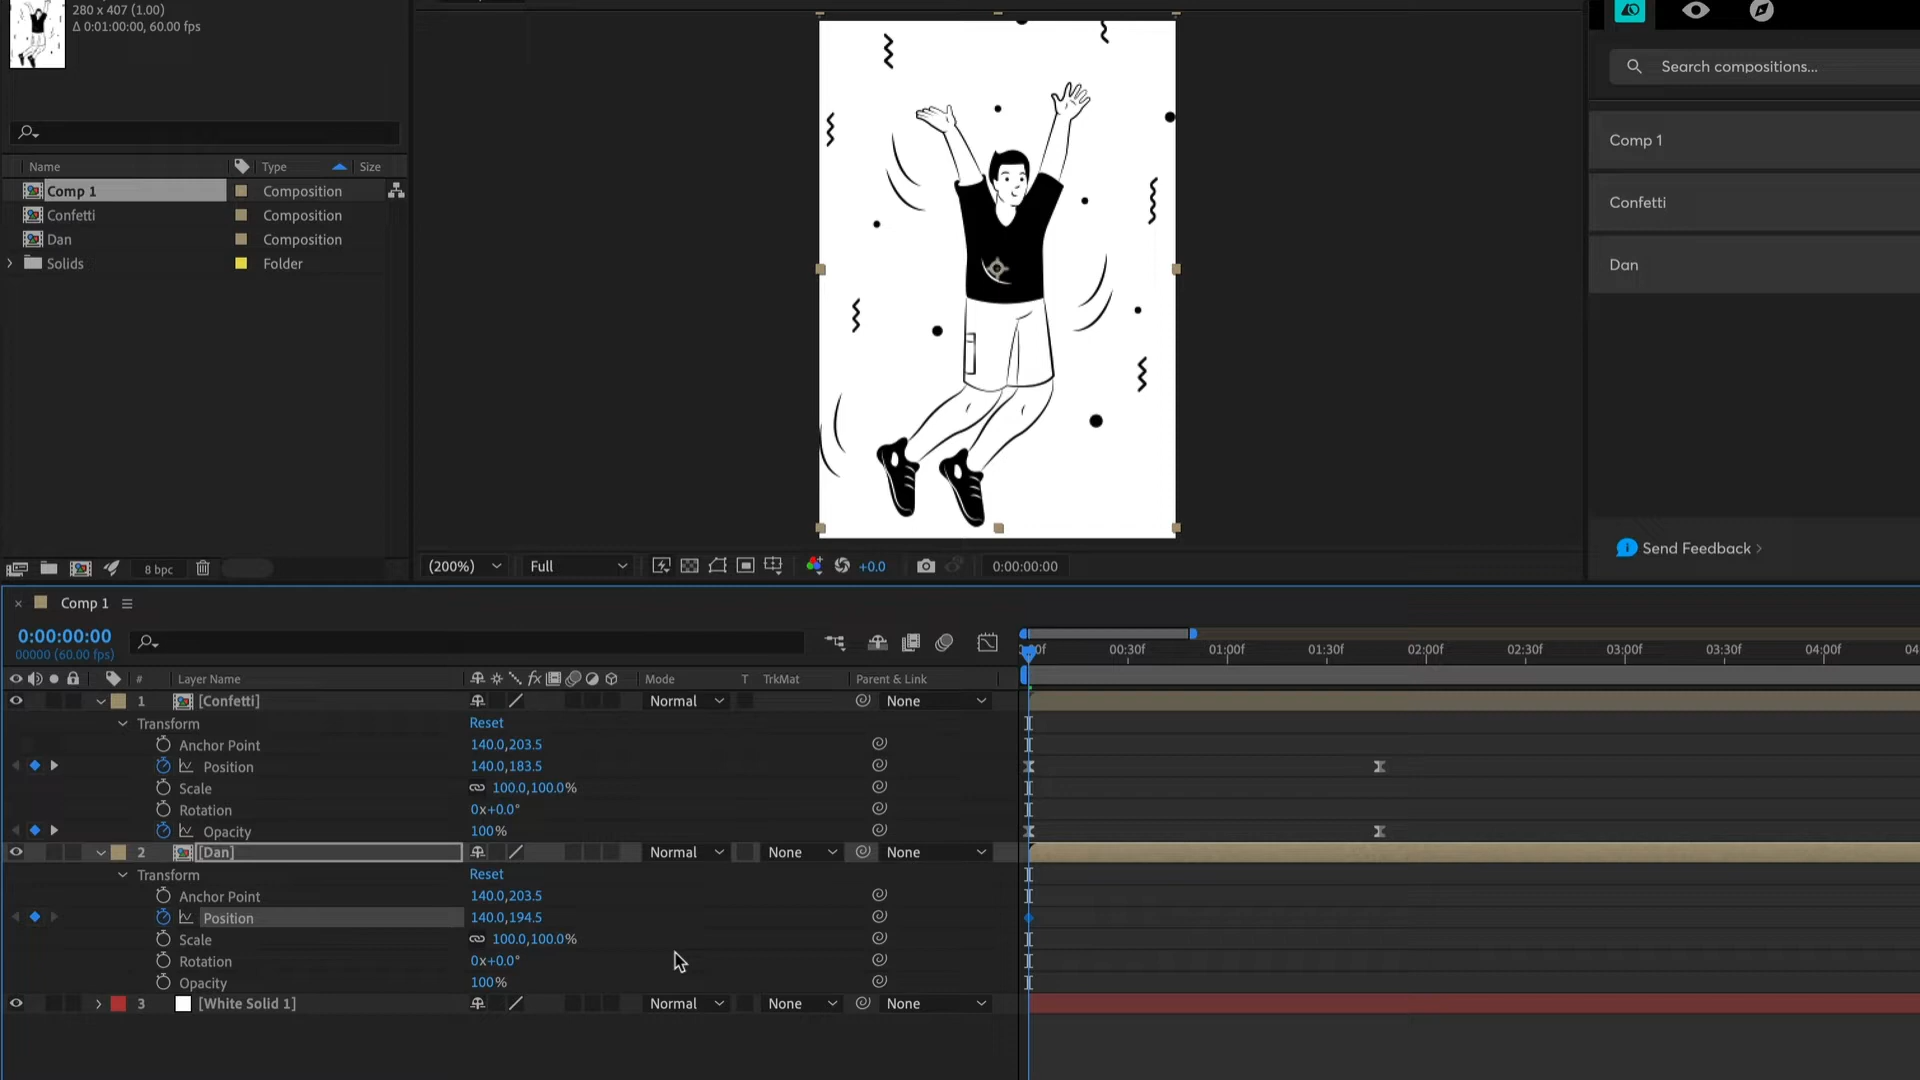 280 x 407 (1.00)
Δ 0:01:00:00, 60.00 fps
Name Type Size
Comp 1 Composition
Confetti Composition
Dan Composition
Solids Folder
8 bpc
(200%) Full +0.0 0:00:00:00
Search compositions...
Comp 1
Confetti
Dan
Send Feedback
Comp 1
0:00:00:00
00000 (60.00 fps)
00:30f 01:00f 01:30f 02:00f 02:30f 03:00f 03:30f 04:00f 04
# Layer Name fx Mode T TrkMat Parent & Link
1 [Confetti] Normal None
Transform Reset
Anchor Point 140.0,203.5
Position 140.0,183.5
Scale 100.0,100.0%
Rotation 0x+0.0°
Opacity 100%
2 [Dan] Normal None None
Transform Reset
Anchor Point 140.0,203.5
Position 140.0,194.5
Scale 100.0,100.0%
Rotation 0x+0.0°
Opacity 100%
3 [White Solid 1] Normal None None